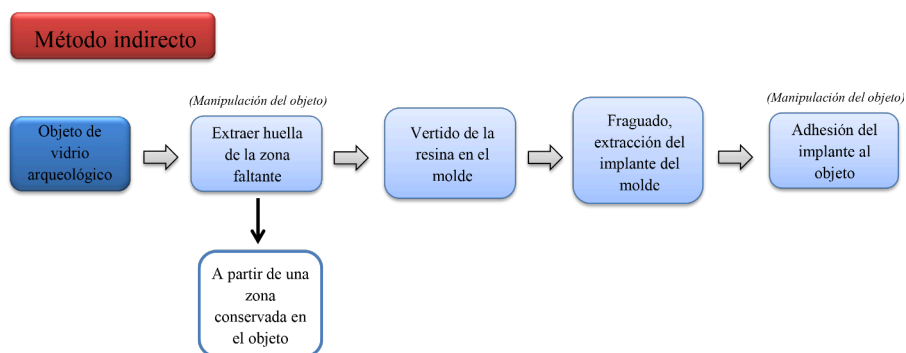 Método indirecto
(Manipulación del objeto)
(Manipulación del objeto)
Objeto de
vidrio
arqueológico
Extraer huella
de la zona
faltante
Vertido de la
resina en el
molde
Fraguado,
extracción del
implante del
molde
Adhesión del
implante al
objeto
A partir de una
zona
conservada en
el objeto